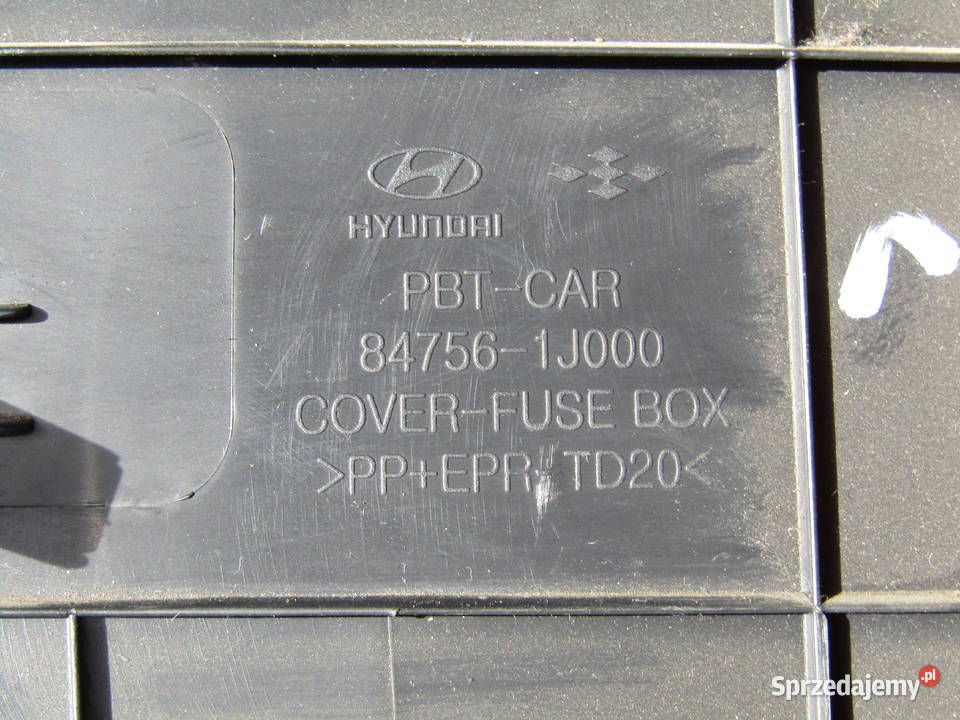 HYUNDAI
PBT-CAR
84756-1J000
COVER-FUSE BOX
>PP+EPR-TD20<
Sprzedajemy.pl